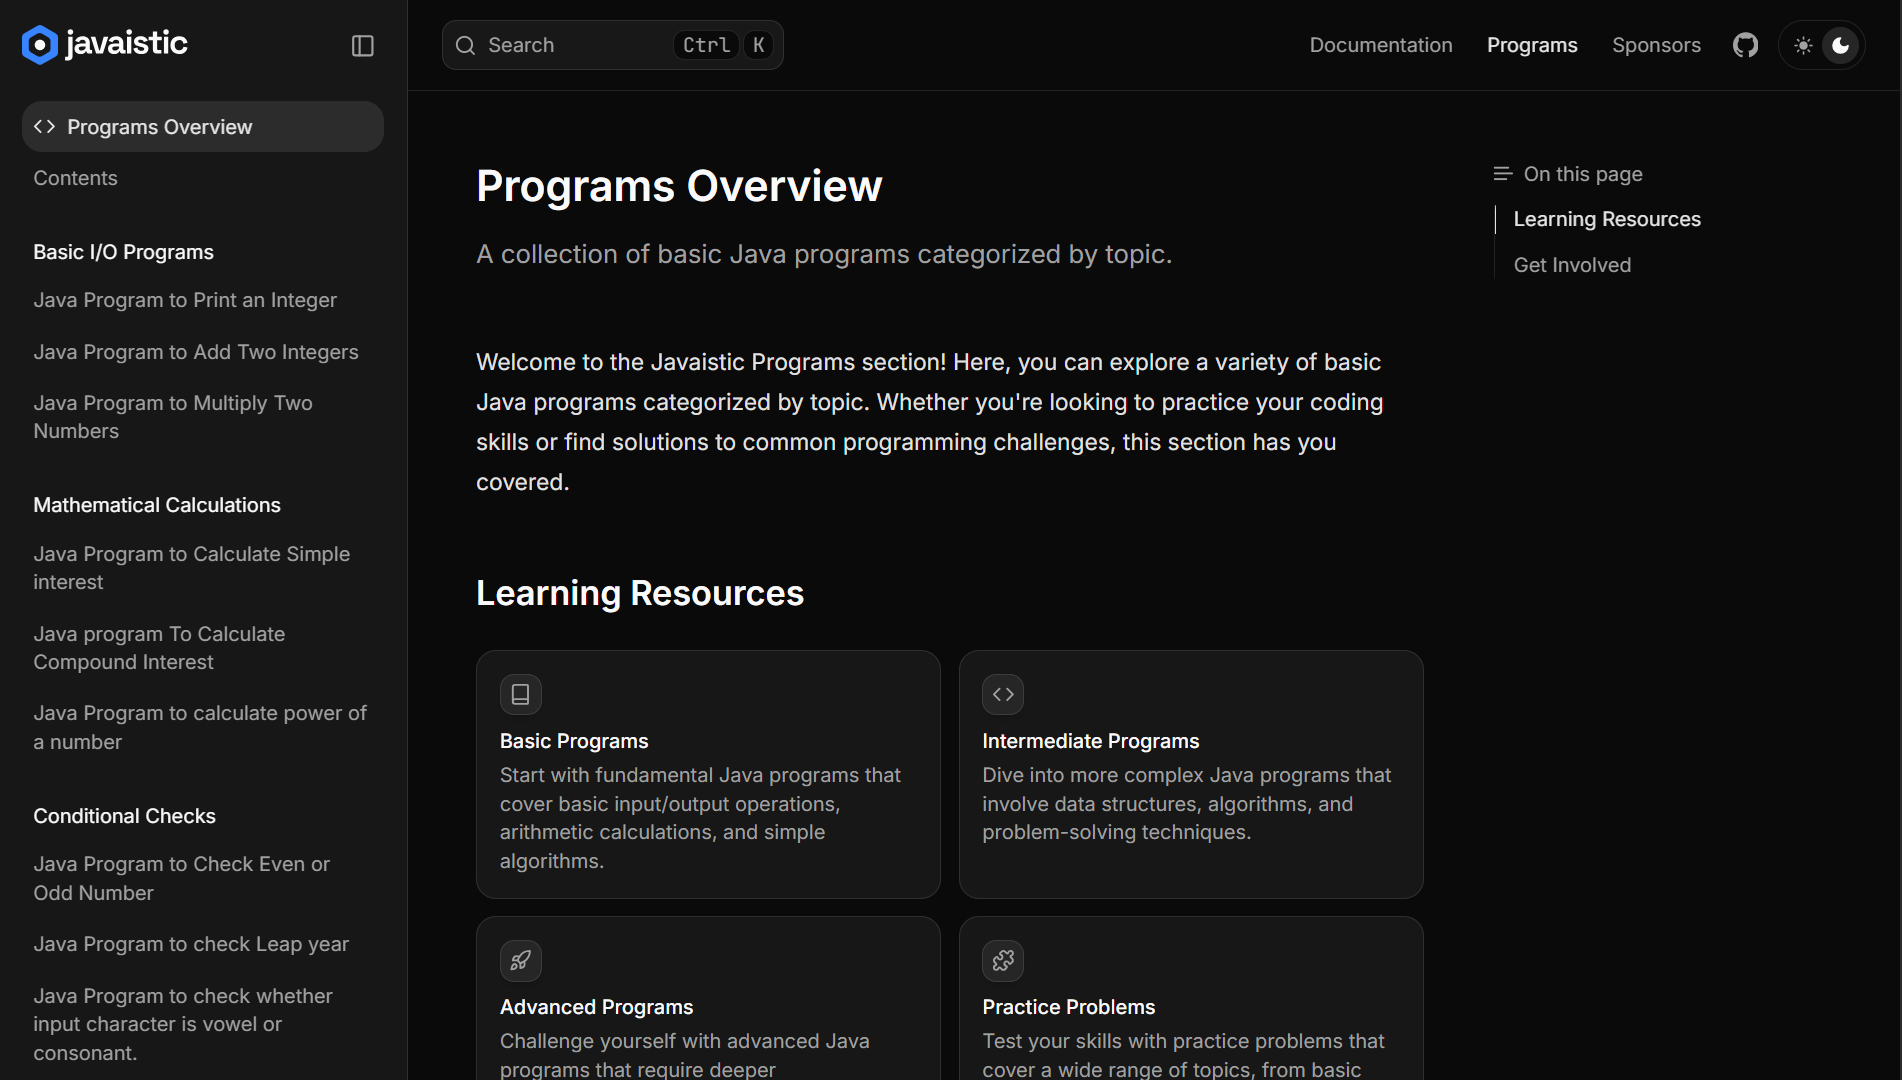 javaistic
Programs Overview
Contents
Basic I/O Programs
Java Program to Print an Integer
Java Program to Add Two Integers
Java Program to Multiply Two
Numbers
Mathematical Calculations
Java Program to Calculate Simple
interest
Java program To Calculate
Compound Interest
Java Program to calculate power of
a number
Conditional Checks
Java Program to Check Even or
Odd Number
Java Program to check Leap year
Java Program to check whether
input character is vowel or
consonant.
Search Ctrl K
Documentation Programs Sponsors
Programs Overview
A collection of basic Java programs categorized by topic.
Welcome to the Javaistic Programs section! Here, you can explore a variety of basic
Java programs categorized by topic. Whether you're looking to practice your coding
skills or find solutions to common programming challenges, this section has you
covered.
Learning Resources
Basic Programs
Start with fundamental Java programs that
cover basic input/output operations,
arithmetic calculations, and simple
algorithms.
Intermediate Programs
Dive into more complex Java programs that
involve data structures, algorithms, and
problem-solving techniques.
Advanced Programs
Challenge yourself with advanced Java
programs that require deeper
Practice Problems
Test your skills with practice problems that
cover a wide range of topics, from basic
On this page
Learning Resources
Get Involved